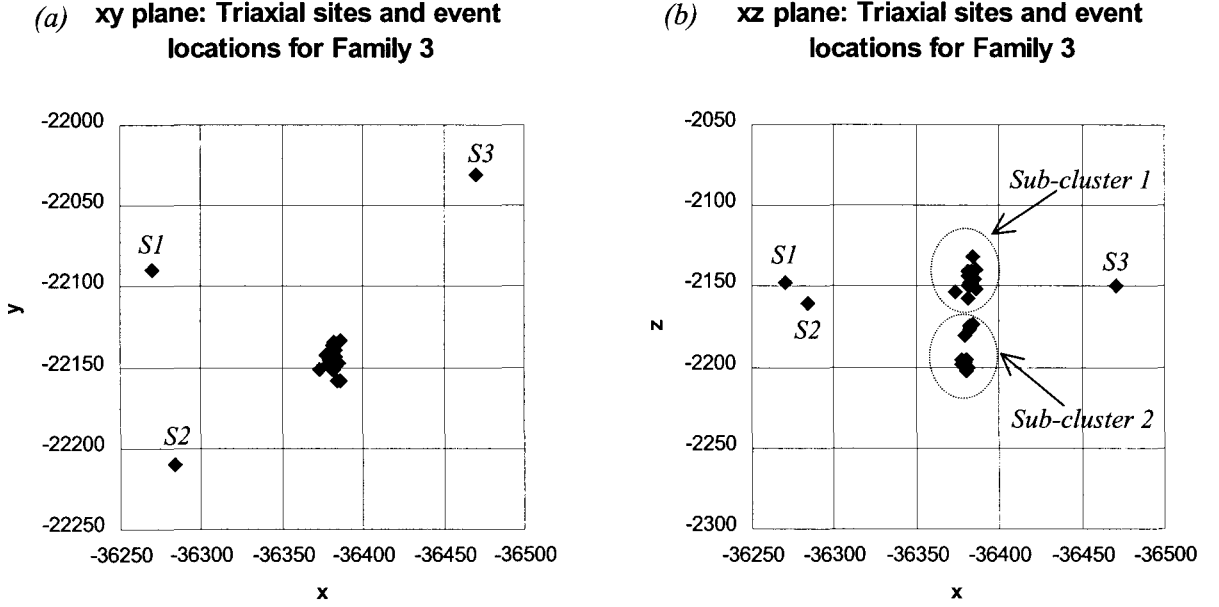 (a) xy plane: Triaxial sites and event
locations for Family 3
-22000
-22050
-22100
-22150
-22200
-22250
y
S1
S2
S3
-36250 -36300 -36350 -36400 -36450 -36500
x
(b) xz plane: Triaxial sites and event
locations for Family 3
-2050
-2100
-2150
-2200
-2250
-2300
z
Sub-cluster 1
S1
S2
S3
Sub-cluster 2
-36250 -36300 -36350 -36400 -36450 -36500
x